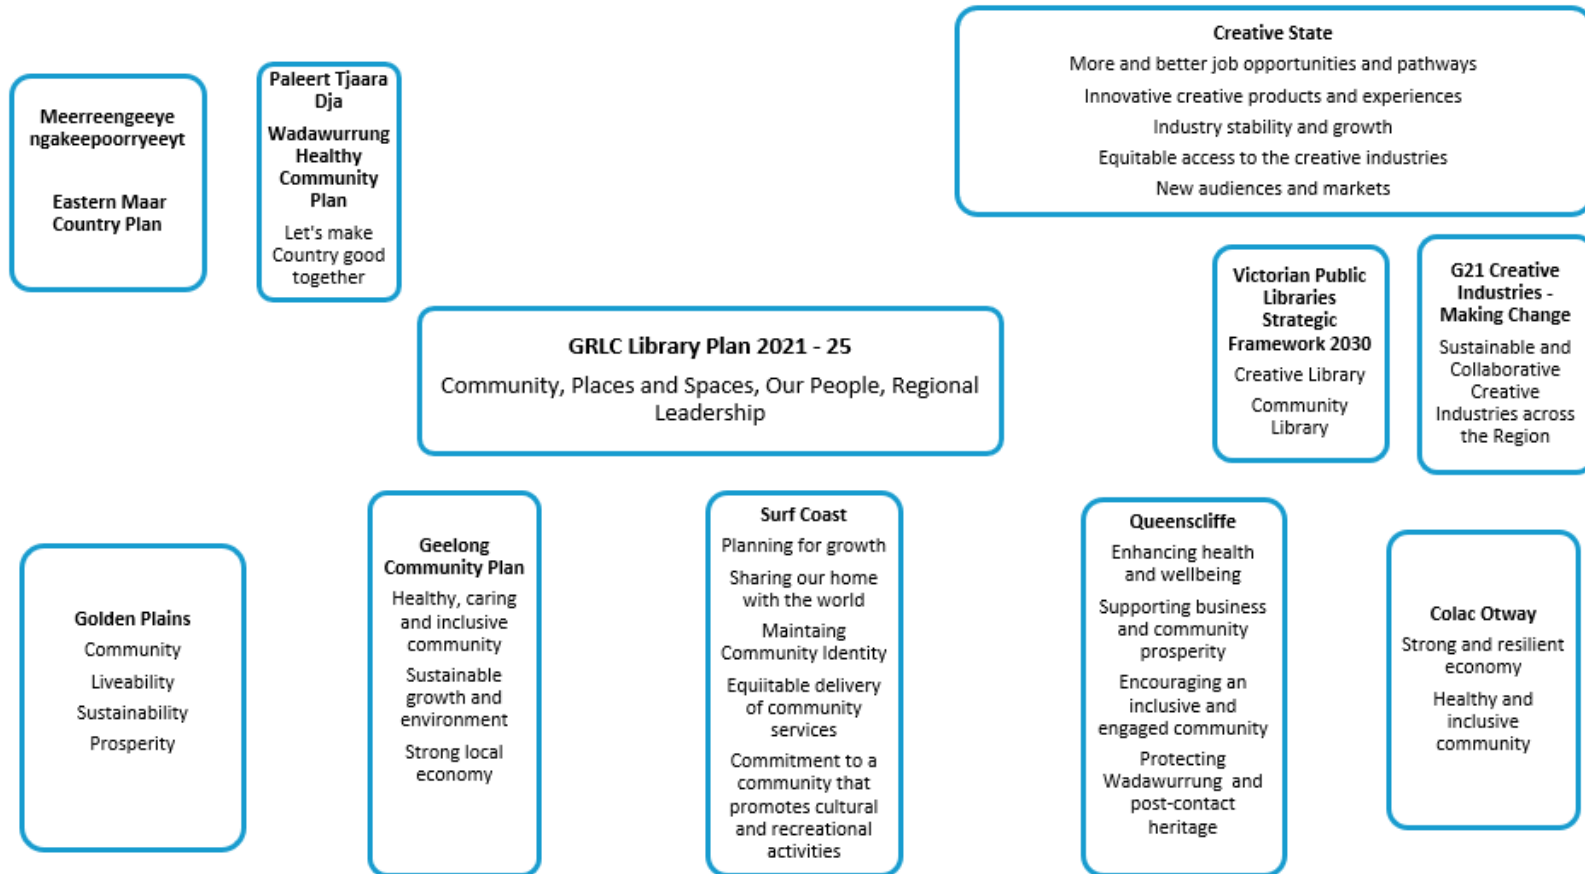 Meerreengeeye
ngakeepoorryeeyt
Eastern Maar
Country Plan
Paleert Tjaara
Dja
Wadawurrung
Healthy
Community
Plan
Let's make
Country good
together
Creative State
More and better job opportunities and pathways
Innovative creative products and experiences
Industry stability and growth
Equitable access to the creative industries
New audiences and markets
Victorian Public
Libraries
Strategic
Framework 2030
Creative Library
Community
Library
G21 Creative
Industries -
Making Change
Sustainable and
Collaborative
Creative
Industries across
the Region
GRLC Library Plan 2021 - 25
Community, Places and Spaces, Our People, Regional
Leadership
Golden Plains
Community
Liveability
Sustainability
Prosperity
Geelong
Community Plan
Healthy, caring
and inclusive
community
Sustainable
growth and
environment
Strong local
economy
Surf Coast
Planning for growth
Sharing our home
with the world
Maintaing
Community Identity
Equiitable delivery
of community
services
Commitment to a
community that
promotes cultural
and recreational
activities
Queenscliffe
Enhancing health
and wellbeing
Supporting business
and community
prosperity
Encouraging an
inclusive and
engaged community
Protecting
Wadawurrung and
post-contact
heritage
Colac Otway
Strong and resilient
economy
Healthy and
inclusive
community